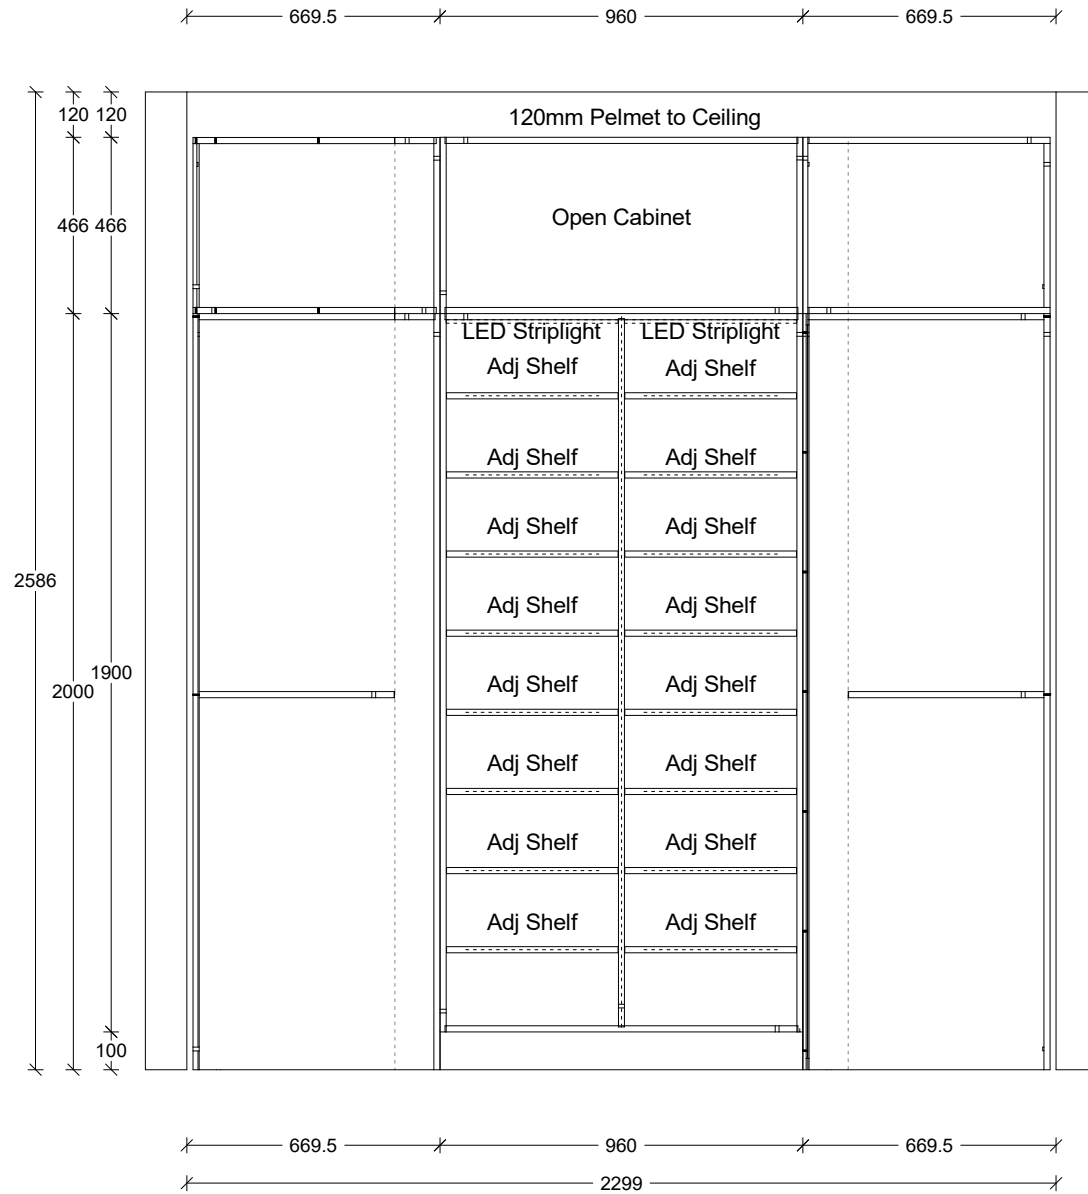 669.5 960 669.5
120 120
120mm Pelmet to Ceiling
466 466
Open Cabinet
LED Striplight LED Striplight
Adj Shelf Adj Shelf
Adj Shelf Adj Shelf
Adj Shelf Adj Shelf
2586
Adj Shelf Adj Shelf
1900
2000
Adj Shelf Adj Shelf
Adj Shelf Adj Shelf
Adj Shelf Adj Shelf
Adj Shelf Adj Shelf
100
669.5 960 669.5
2299